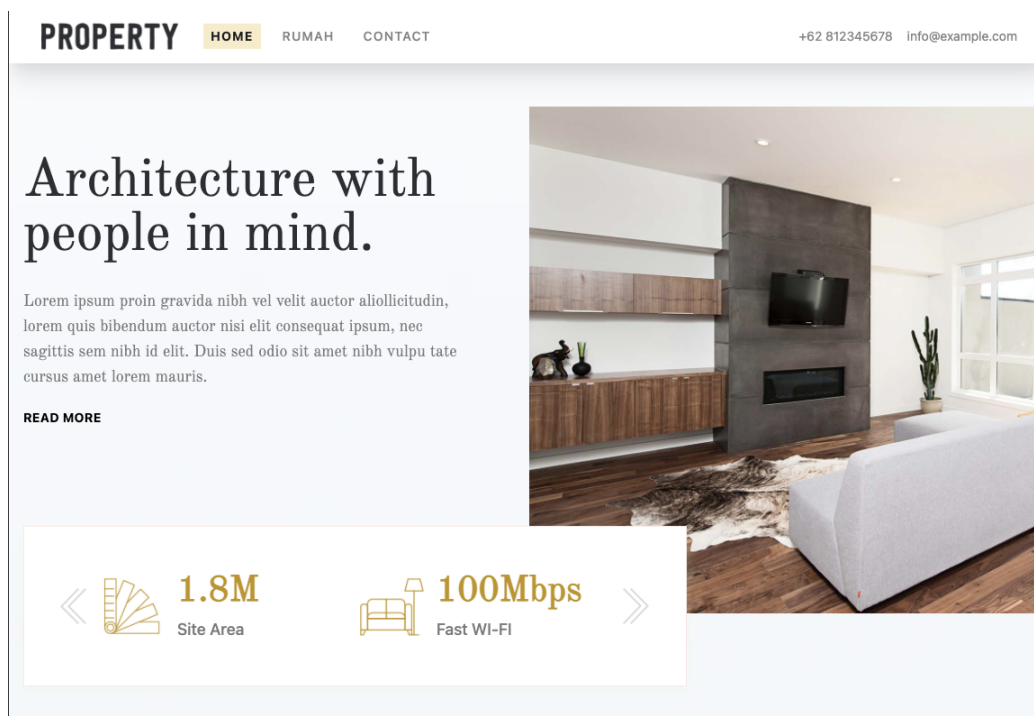 PROPERTY
HOME RUMAH CONTACT
+62 812345678 info@example.com
Architecture with
people in mind.
Lorem ipsum proin gravida nibh vel velit auctor aliollicitudin,
lorem quis bibendum auctor nisi elit consequat ipsum, nec
sagittis sem nibh id elit. Duis sed odio sit amet nibh vulpu tate
cursus amet lorem mauris.
READ MORE
1.8M
Site Area
100Mbps
Fast WI-FI